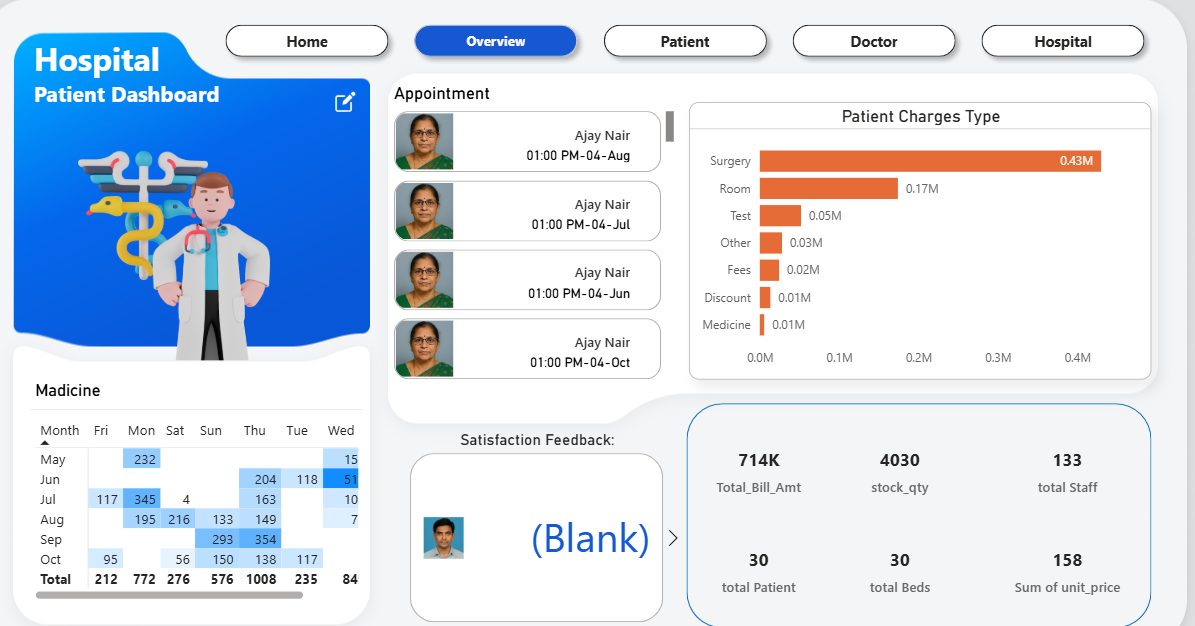 Home
Overview
Patient
Doctor
Hospital
Hospital
Patient Dashboard
Appointment
Ajay Nair
01:00 PM-04-Aug
Ajay Nair
01:00 PM-04-Jul
Ajay Nair
01:00 PM-04-Jun
Ajay Nair
01:00 PM-04-Oct
Patient Charges Type
Surgery 0.43M
Room 0.17M
Test 0.05M
Other 0.03M
Fees 0.02M
Discount 0.01M
Medicine 0.01M
0.0M 0.1M 0.2M 0.3M 0.4M
Madicine
Month Fri Mon Sat Sun Thu Tue Wed
May 232 15
Jun 204 118 51
Jul 117 345 4 163 10
Aug 195 216 133 149 7
Sep 293 354
Oct 95 56 150 138 117
Total 212 772 276 576 1008 235 84
Satisfaction Feedback:
(Blank)
714K
Total_Bill_Amt
4030
stock_qty
133
total Staff
30
total Patient
30
total Beds
158
Sum of unit_price